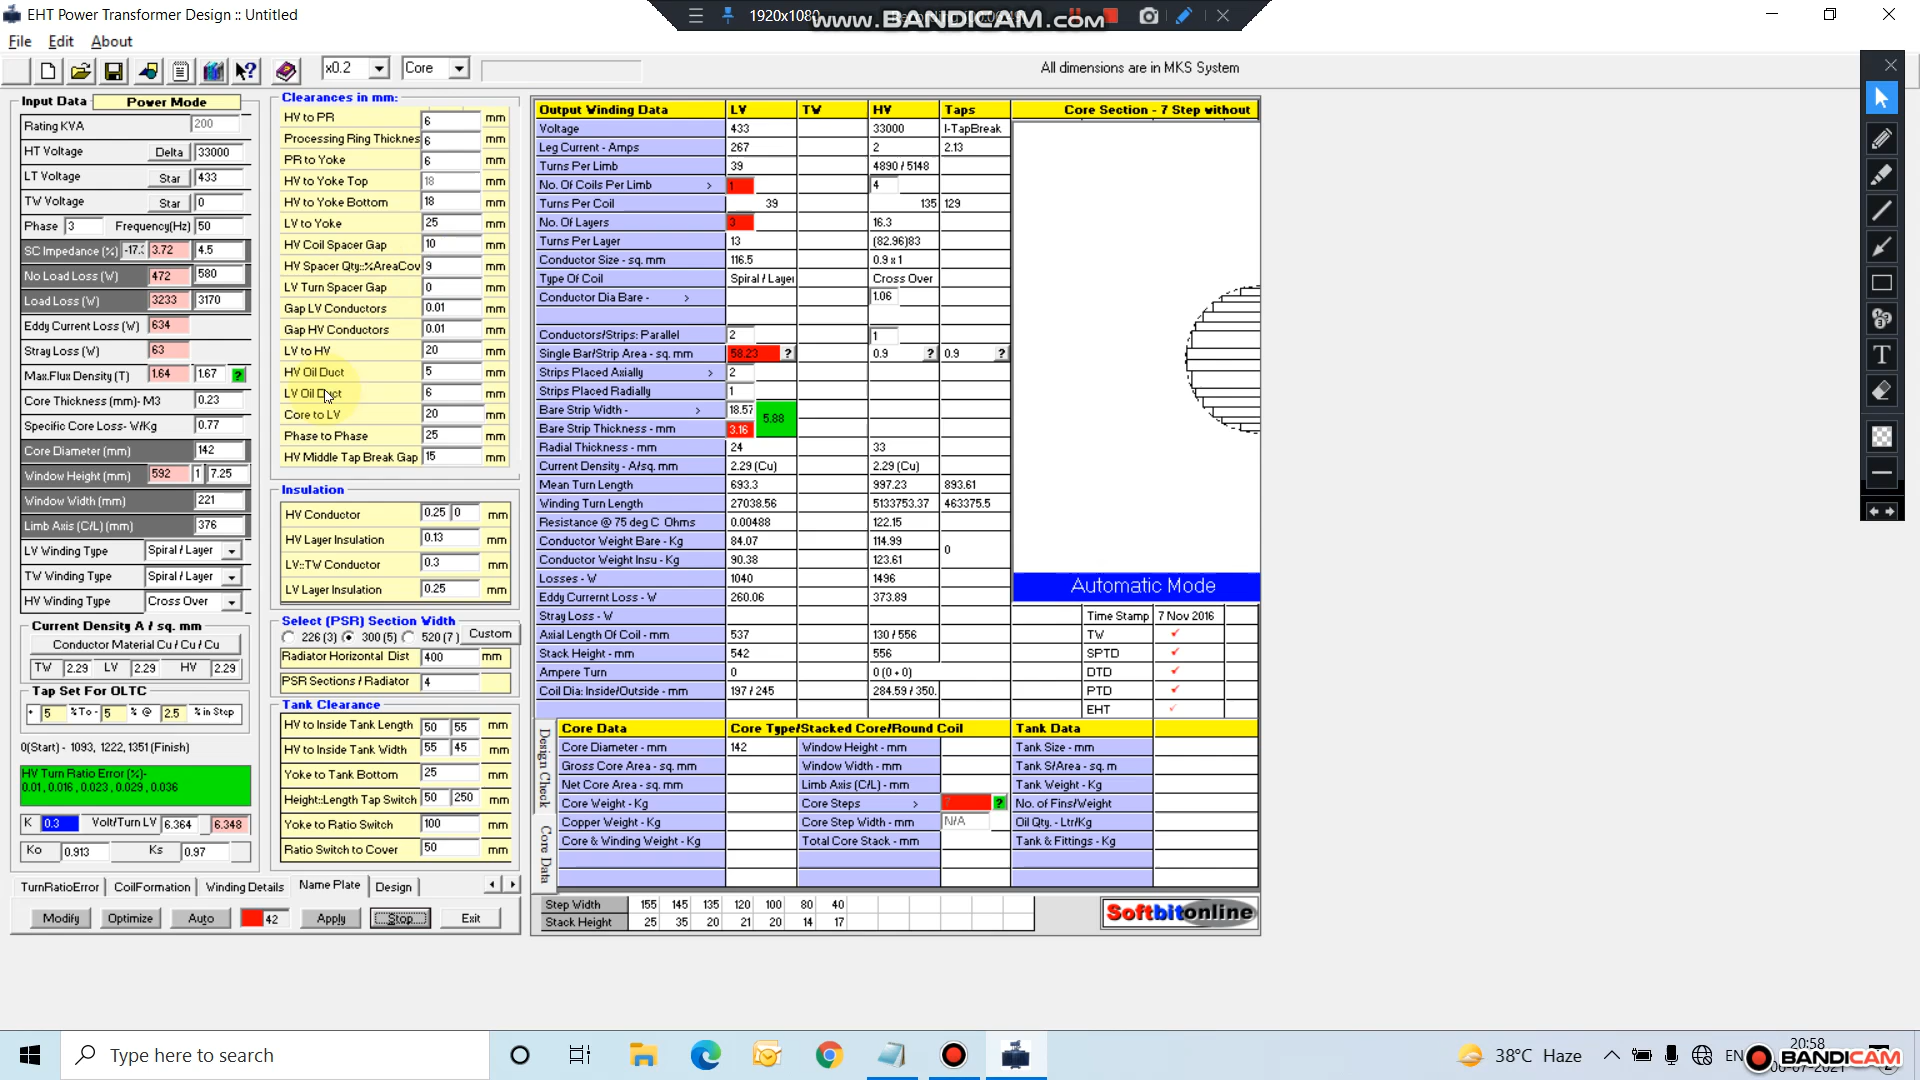 EHT Power Transformer Design :: Untitled
1920x1080
www.BANDICAM.com
File Edit About
x0.2 Core
All dimensions are in MKS System
Input Data Power Mode
Rating KVA 200
HT Voltage Delta 33000
LT Voltage Star 433
TW Voltage Star 0
Phase 3 Frequency(Hz) 50
SC Impedance (%) 3.72 4.5
No Load Loss (W) 472 580
Load Loss (W) 3233 3170
Eddy Current Loss (W) 634
Stray Loss (W) 63
Max.Flux Density (T) 1.64 1.67 ?
Core Thickness (mm)- M3 0.23
Specific Core Loss- W/Kg 0.77
Core Diameter (mm) 142
Window Height (mm) 592 1 7.25
Window Width (mm) 221
Limb Axis (C/L) (mm) 376
LV Winding Type Spiral / Layer
TW Winding Type Spiral / Layer
HV Winding Type Cross Over
Current Density A / sq. mm
Conductor Material Cu / Cu / Cu
TW 2.29 LV 2.29 HV 2.29
Tap Set For OLTC
+ 5 % To - 5 % @ 2.5 % in Step
0(Start) - 1093, 1222, 1351 (Finish)
HV Turn Ratio Error (%)-
0.01 , 0.016 , 0.023 , 0.029 , 0.036
K 0.3 Volt/Turn LV 6.364 6.348
Ko 0.913 Ks 0.97
Clearances in mm:
HV to PR 6 mm
Processing Ring Thicknes 6 mm
PR to Yoke 6 mm
HV to Yoke Top 18 mm
HV to Yoke Bottom 18 mm
LV to Yoke 25 mm
HV Coil Spacer Gap 10 mm
HV Spacer Qty::%AreaCov 9 mm
LV Turn Spacer Gap 0 mm
Gap LV Conductors 0.01 mm
Gap HV Conductors 0.01 mm
LV to HV 20 mm
HV Oil Duct 5 mm
LV Oil Duct 6 mm
Core to LV 20 mm
Phase to Phase 25 mm
HV Middle Tap Break Gap 15 mm
Insulation
HV Conductor 0.25 0 mm
HV Layer Insulation 0.13 mm
LV::TW Conductor 0.3 mm
LV Layer Insulation 0.25 mm
Select (PSR) Section Width
226 (3) 300 (5) 520 (7) Custom
Radiator Horizontal Dist 400 mm
PSR Sections / Radiator 4
Tank Clearance
HV to Inside Tank Length 50 55 mm
HV to Inside Tank Width 55 45 mm
Yoke to Tank Bottom 25 mm
Height::Length Tap Switch 50 250 mm
Yoke to Ratio Switch 100 mm
Ratio Switch to Cover 50 mm
TurnRatioError CoilFormation Winding Details Name Plate Design
Modify Optimize Auto 42 Apply Stop Exit
Output Winding Data LV TW HV Taps
Voltage 433 33000 I-TapBreak
Leg Current - Amps 267 2 2.13
Turns Per Limb 39 4890 / 5148
No. Of Coils Per Limb > 1 4
Turns Per Coil 39 135 129
No. Of Layers 3 16.3
Turns Per Layer 13 (82.96)83
Conductor Size - sq. mm 116.5 0.9 x 1
Type Of Coil Spiral / Layer Cross Over
Conductor Dia Bare - > 1.06
Conductors/Strips: Parallel 2 1
Single Bar/Strip Area - sq. mm 58.23 ? 0.9 ? 0.9 ?
Strips Placed Axially > 2
Strips Placed Radially 1
Bare Strip Width - > 18.57 5.88
Bare Strip Thickness - mm 3.16
Radial Thickness - mm 24 33
Current Density - A/sq. mm 2.29 (Cu) 2.29 (Cu)
Mean Turn Length 693.3 997.23 893.61
Winding Turn Length 27038.56 5133753.37 463375.5
Resistance @ 75 deg C Ohms 0.00488 122.15
Conductor Weight Bare - Kg 84.07 114.99 0
Conductor Weight Insu - Kg 90.38 123.61
Losses - W 1040 1496
Eddy Currernt Loss - W 260.06 373.89
Stray Loss - W
Axial Length Of Coil - mm 537 130 / 556
Stack Height - mm 542 556
Ampere Turn 0 0 (0 + 0)
Coil Dia: Inside/Outside - mm 197 / 245 284.59 / 350.
Core Section - 7 Step without
Automatic Mode
Time Stamp 7 Nov 2016
TW
SPTD
DTD
PTD
EHT
Design Check
Core Data
Core Data Core Type/Stacked Core/Round Coil Tank Data
Core Diameter - mm 142 Window Height - mm Tank Size - mm
Gross Core Area - sq. mm Window Width - mm Tank S/Area - sq. m
Net Core Area - sq. mm Limb Axis (C/L) - mm Tank Weight - Kg
Core Weight - Kg Core Steps > 7 ? No. of Fins/Weight
Copper Weight - Kg Core Step Width - mm N/A Oil Qty. - Ltr/Kg
Core & Winding Weight - Kg Total Core Stack - mm Tank & Fittings - Kg
Step Width 155 145 135 120 100 80 40
Stack Height 25 35 20 21 20 14 17
Softbitonline
Type here to search
38°C Haze
EN
20:58
BANDICAM